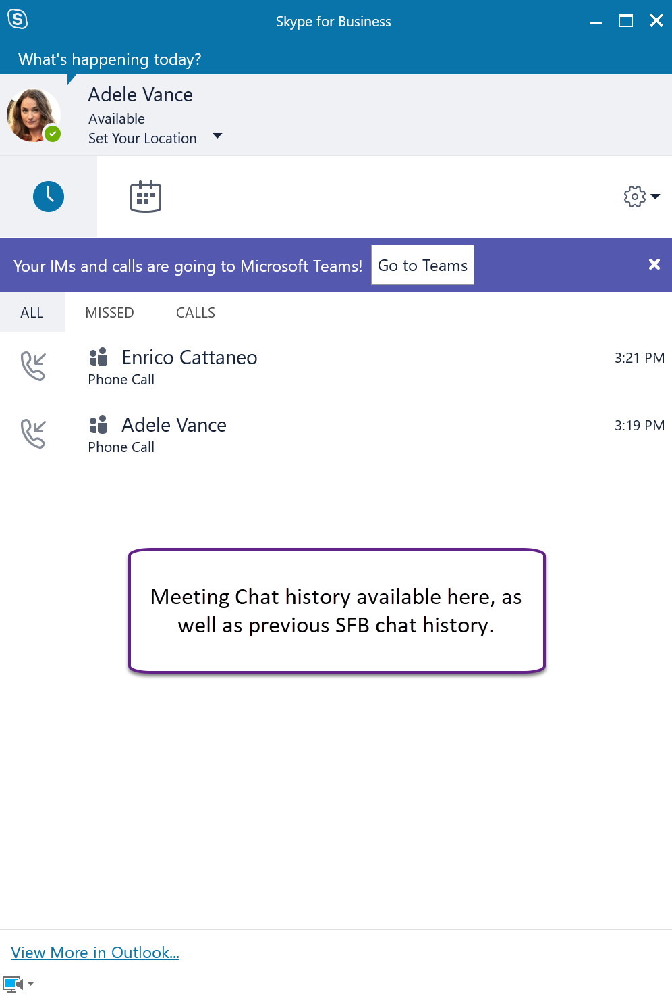 Skype for Business
What's happening today?
Adele Vance
Available
Set Your Location
Your IMs and calls are going to Microsoft Teams! Go to Teams
ALL MISSED CALLS
Enrico Cattaneo 3:21 PM
Phone Call
Adele Vance 3:19 PM
Phone Call
Meeting Chat history available here, as
well as previous SFB chat history.
View More in Outlook...